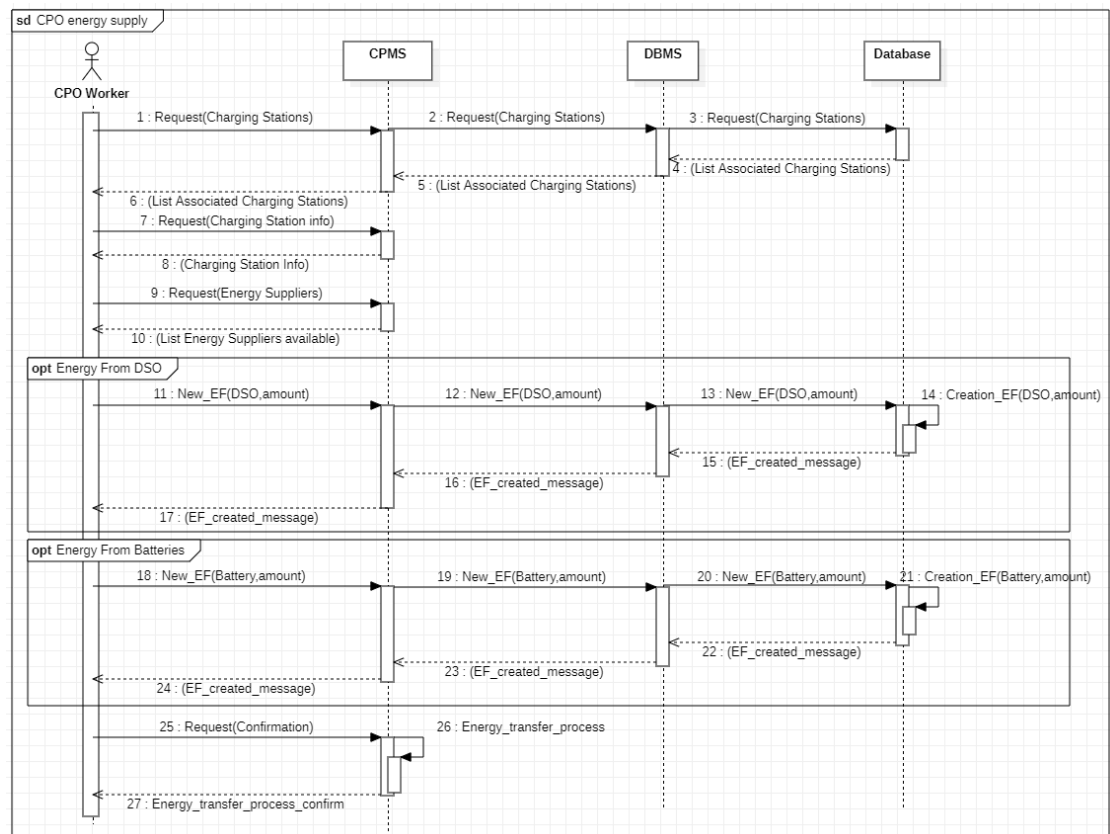 sd CPO energy supply
CPO Worker
CPMS
DBMS
Database
1 : Request(Charging Stations)
2 : Request(Charging Stations)
3 : Request(Charging Stations)
4 : (List Associated Charging Stations)
5 : (List Associated Charging Stations)
6 : (List Associated Charging Stations)
7 : Request(Charging Station info)
8 : (Charging Station Info)
9 : Request(Energy Suppliers)
10 : (List Energy Suppliers available)
opt Energy From DSO
11 : New_EF(DSO,amount)
12 : New_EF(DSO,amount)
13 : New_EF(DSO,amount)
14 : Creation_EF(DSO,amount)
15 : (EF_created_message)
16 : (EF_created_message)
17 : (EF_created_message)
opt Energy From Batteries
18 : New_EF(Battery,amount)
19 : New_EF(Battery,amount)
20 : New_EF(Battery,amount)
21 : Creation_EF(Battery,amount)
22 : (EF_created_message)
23 : (EF_created_message)
24 : (EF_created_message)
25 : Request(Confirmation)
26 : Energy_transfer_process
27 : Energy_transfer_process_confirm